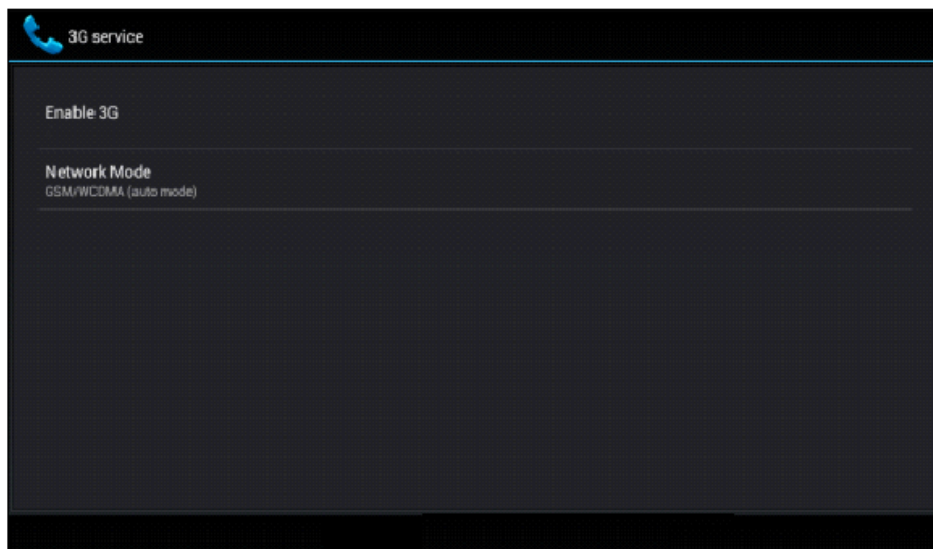 3G service
Enable 3G
Network Mode
GSM/WCDMA (auto mode)